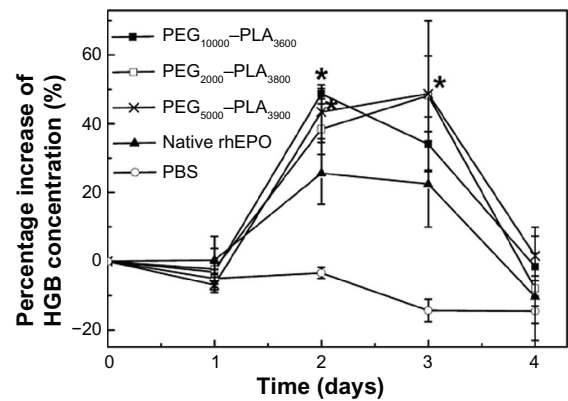 Percentage increase of
HGB concentration (%)
60
40
20
0
−20
PEG₁₀₀₀₀–PLA₃₆₀₀
PEG₂₀₀₀–PLA₃₈₀₀
PEG₅₀₀₀–PLA₃₉₀₀
Native rhEPO
PBS
*
*
*
0
1
2
3
4
Time (days)